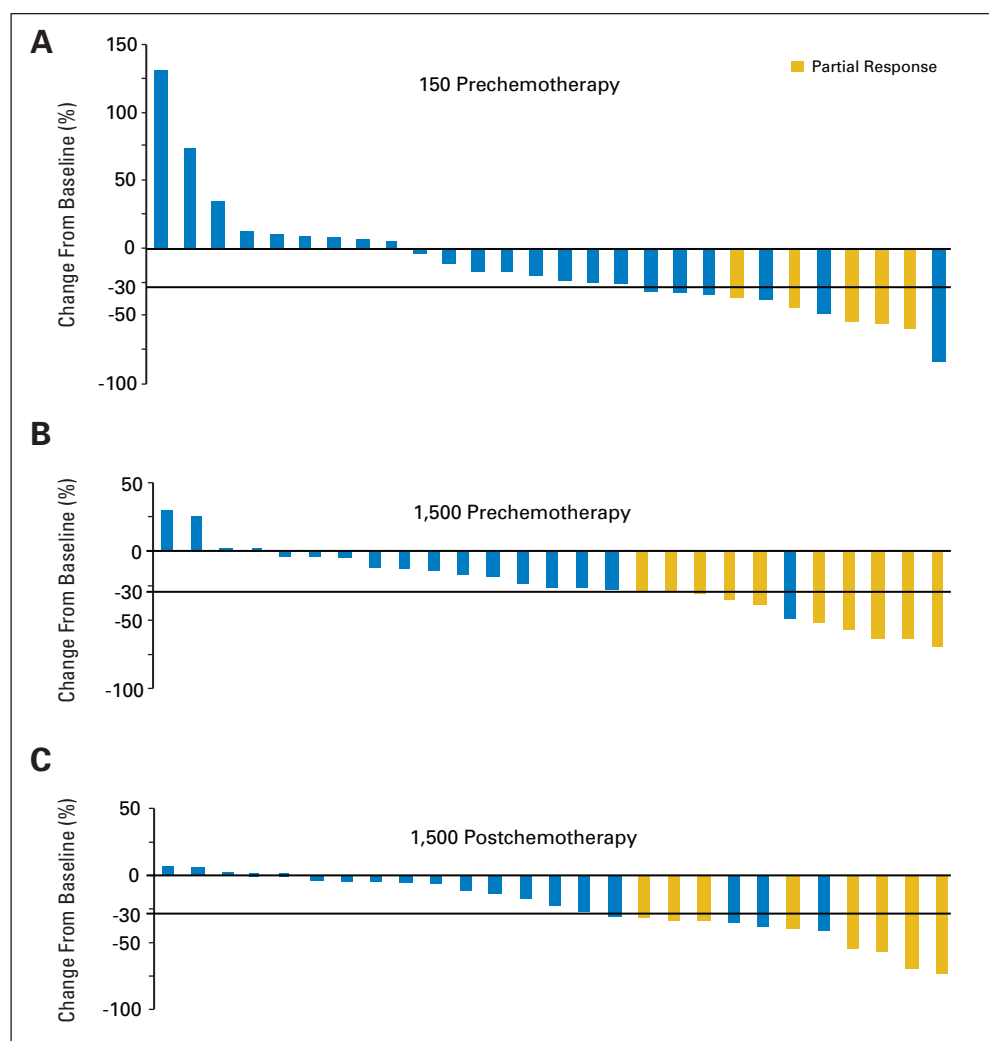 A
150 Prechemotherapy
Partial Response
Change From Baseline (%)
150
100
50
0
-30
-50
-100
B
1,500 Prechemotherapy
Change From Baseline (%)
50
0
-30
-50
-100
C
1,500 Postchemotherapy
Change From Baseline (%)
50
0
-30
-50
-100